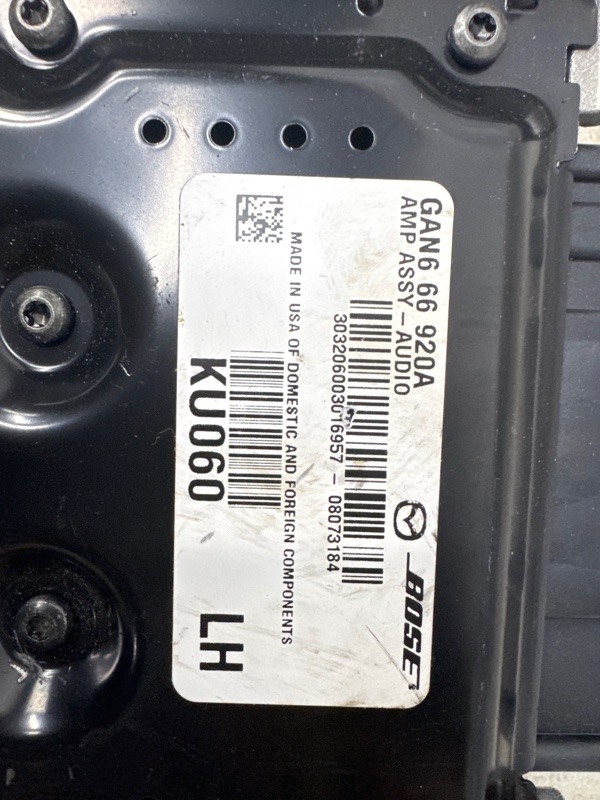 GAN6 66 920A
AMP ASSY-AUDIO
BOSE
303206003016957 - 08073184
MADE IN USA OF DOMESTIC AND FOREIGN COMPONENTS
KU060
LH